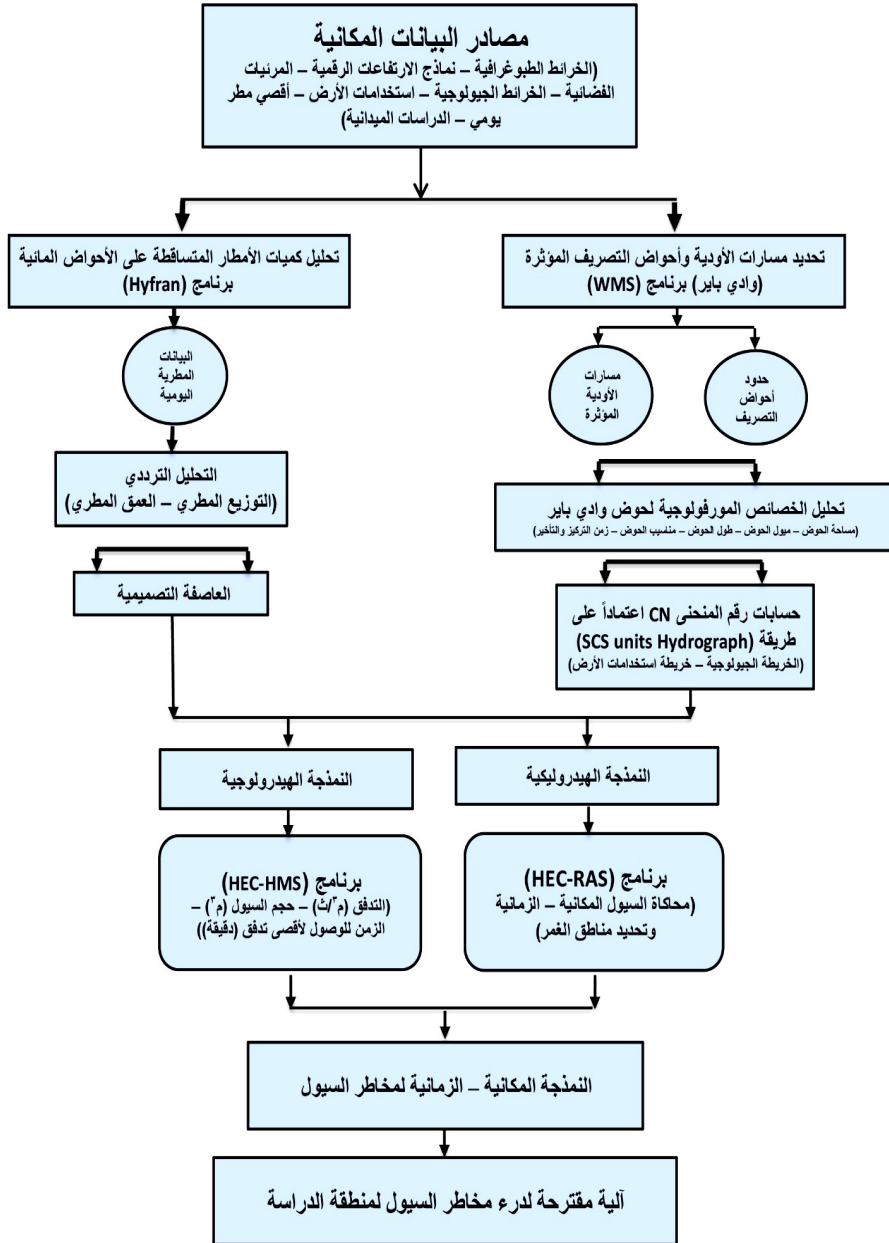 مصادر البيانات المكانية
(الخرائط الطبوغرافية – نماذج الارتفاعات الرقمية – المرئيات
الفضائية – الخرائط الجيولوجية – استخدامات الأرض – أقصي مطر
يومي – الدراسات الميدانية)
تحديد مسارات الأودية وأحواض التصريف المؤثرة
(وادي باير) برنامج (WMS)
تحليل كميات الأمطار المتساقطة على الأحواض المائية
برنامج (Hyfran)
حدود
أحواض
التصريف
مسارات
الأودية
المؤثرة
البيانات
المطرية
اليومية
تحليل الخصائص المورفولوجية لحوض وادي باير
(مساحة الحوض – ميول الحوض – طول الحوض – مناسيب الحوض – زمن التركيز والتأخير)
التحليل الترددي
(التوزيع المطري – العمق المطري)
حسابات رقم المنحنى CN اعتماداً على
طريقة (SCS units Hydrograph)
(الخريطة الجيولوجية – خريطة استخدامات الأرض)
العاصفة التصميمية
النمذجة الهيدروليكية
النمذجة الهيدرولوجية
برنامج (HEC-RAS)
(محاكاة السيول المكانية – الزمانية
وتحديد مناطق الغمر)
برنامج (HEC-HMS)
(التدفق (م٣/ث) – حجم السيول (م٣) –
الزمن للوصول لأقصى تدفق (دقيقة))
النمذجة المكانية – الزمانية لمخاطر السيول
آلية مقترحة لدرء مخاطر السيول لمنطقة الدراسة